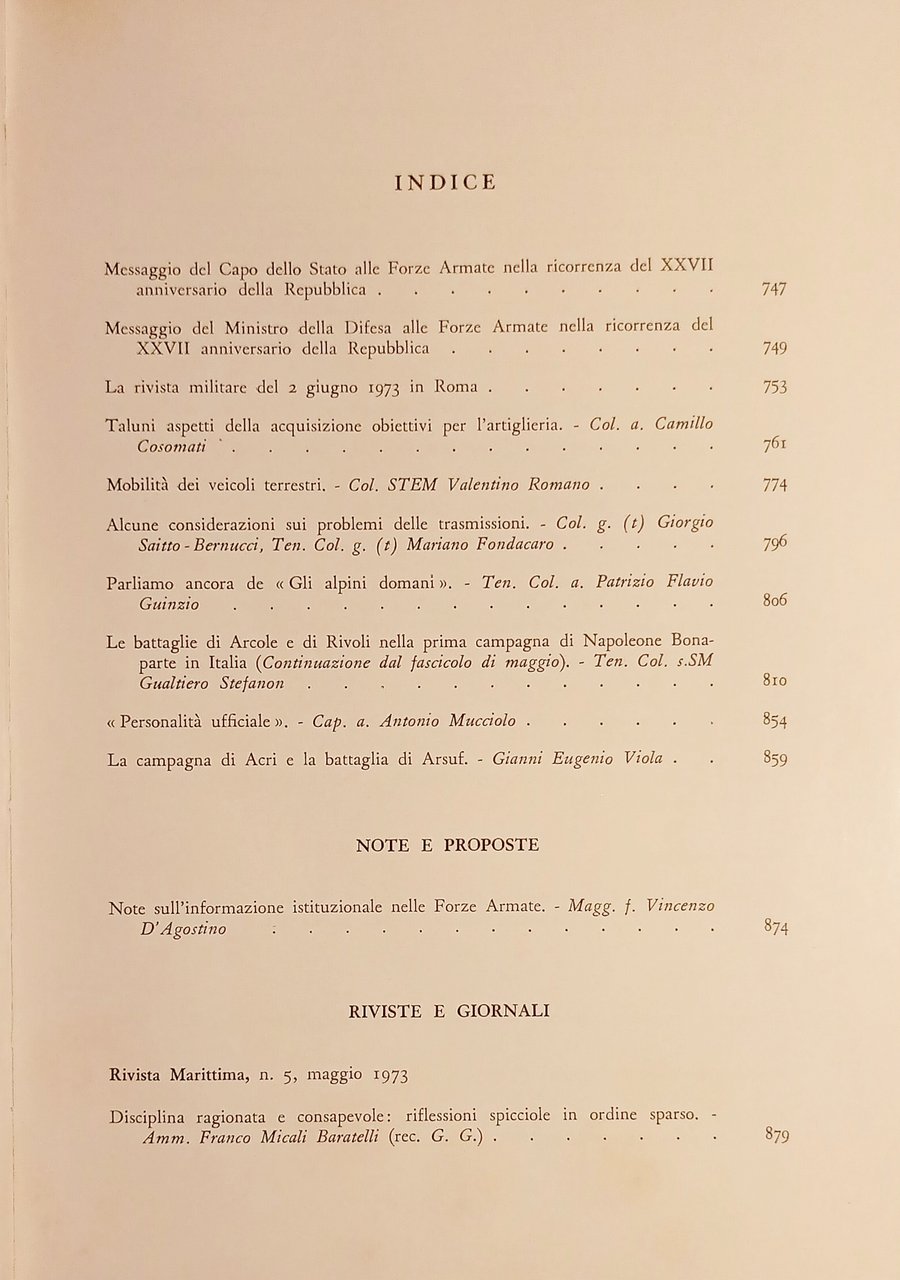 INDICE
Messaggio del Capo dello Stato alle Forze Armate nella ricorrenza del XXVII
anniversario della Repubblica . . . . . . . . . . 747
Messaggio del Ministro della Difesa alle Forze Armate nella ricorrenza del
XXVII anniversario della Repubblica . . . . . . . . 749
La rivista militare del 2 giugno 1973 in Roma . . . . . . . 753
Taluni aspetti della acquisizione obiettivi per l'artiglieria. - Col. a. Camillo
Cosomati . . . . . . . . . . . . . . 761
Mobilità dei veicoli terrestri. - Col. STEM Valentino Romano . . . . 774
Alcune considerazioni sui problemi delle trasmissioni. - Col. g. (t) Giorgio
Saitto-Bernucci, Ten. Col. g. (t) Mariano Fondacaro . . . . . 796
Parliamo ancora de « Gli alpini domani ». - Ten. Col. a. Patrizio Flavio
Guinzio . . . . . . . . . . . . . . 806
Le battaglie di Arcole e di Rivoli nella prima campagna di Napoleone Bona-
parte in Italia (Continuazione dal fascicolo di maggio). - Ten. Col. s.SM
Gualtiero Stefanon . . . . . . . . . . . . 810
« Personalità ufficiale ». - Cap. a. Antonio Mucciolo . . . . . . 854
La campagna di Acri e la battaglia di Arsuf. - Gianni Eugenio Viola . . 859
NOTE E PROPOSTE
Note sull'informazione istituzionale nelle Forze Armate. - Magg. f. Vincenzo
D'Agostino . . . . . . . . . . . . . 874
RIVISTE E GIORNALI
Rivista Marittima, n. 5, maggio 1973
Disciplina ragionata e consapevole: riflessioni spicciole in ordine sparso. -
Amm. Franco Micali Baratelli (rec. G. G.) . . . . . . . 879